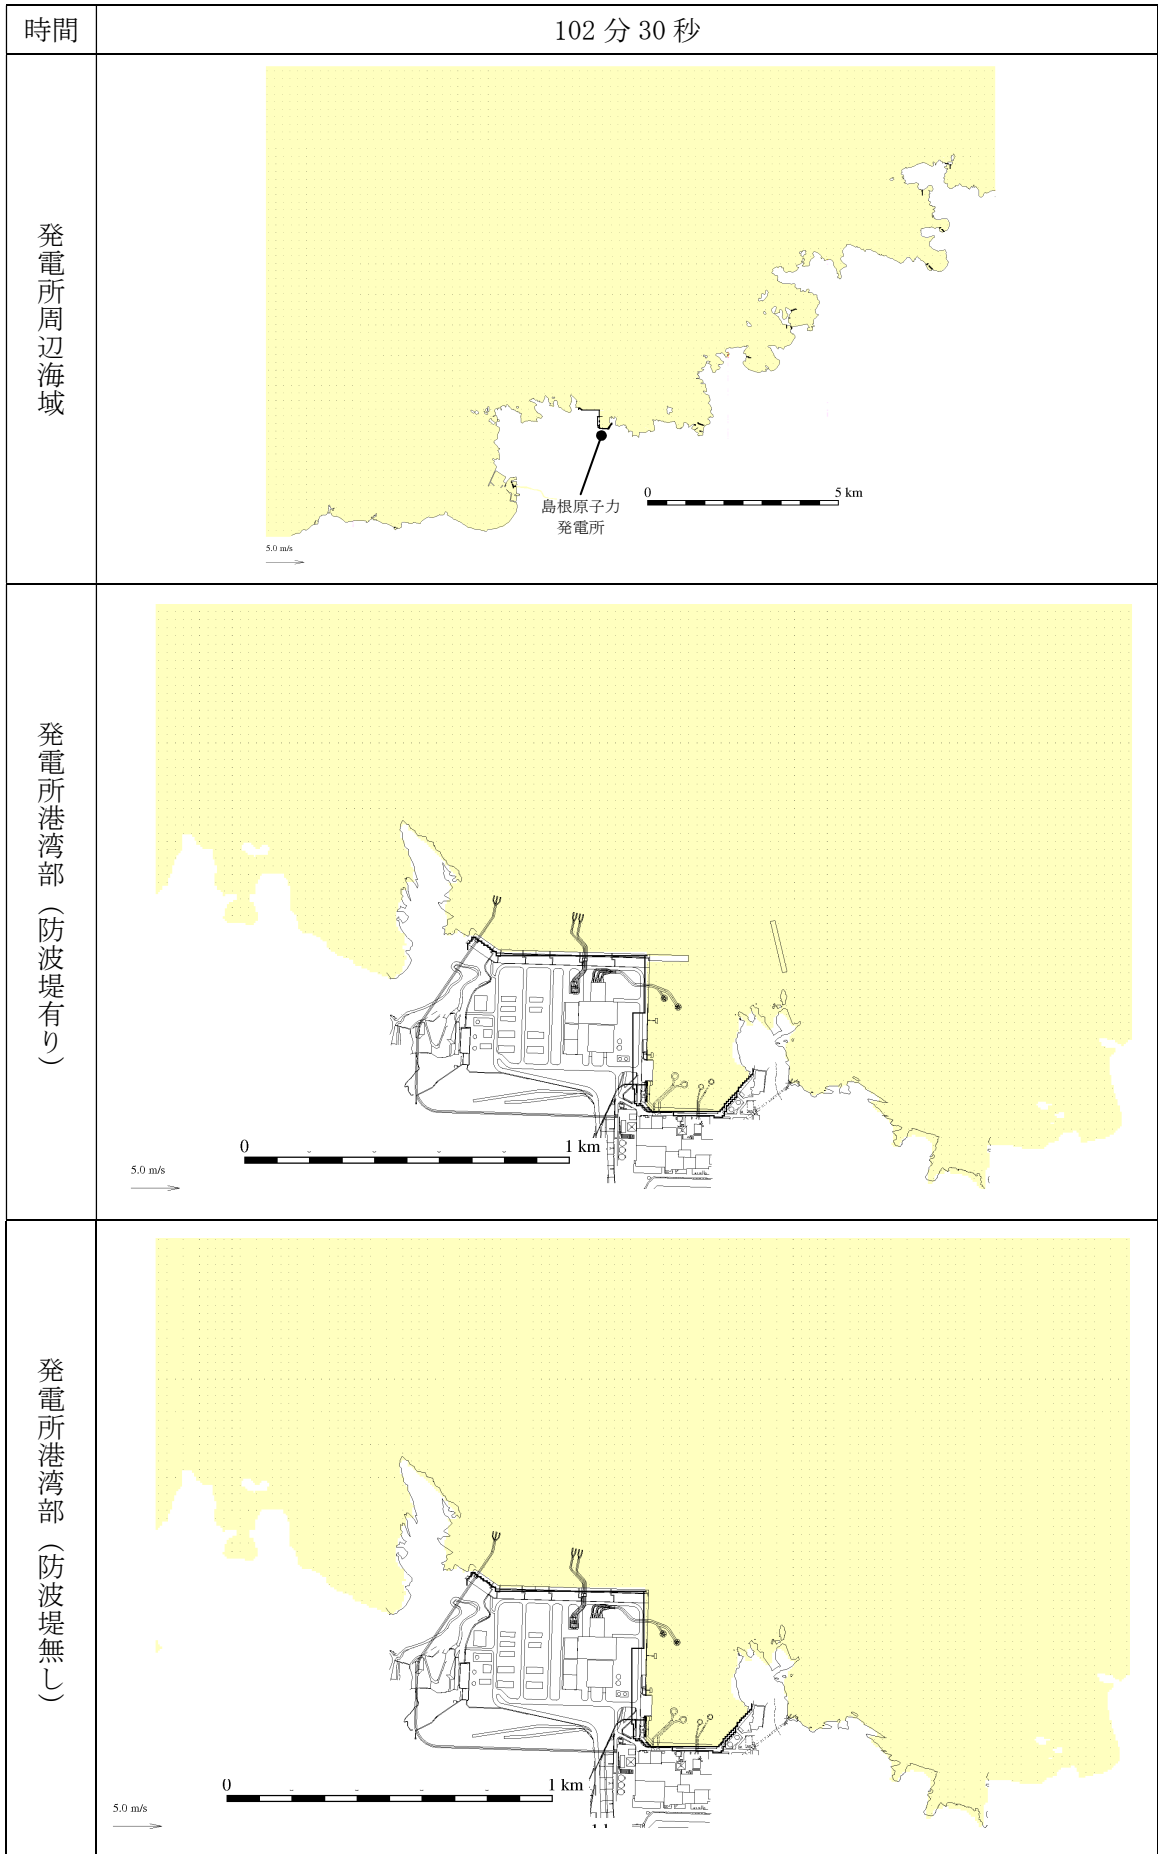 時間
102 分 30 秒
発電所周辺海域
島根原子力
発電所
0
5 km
5.0 m/s
発電所港湾部（防波堤有り）
0
1 km
5.0 m/s
発電所港湾部（防波堤無し）
0
1 km
5.0 m/s